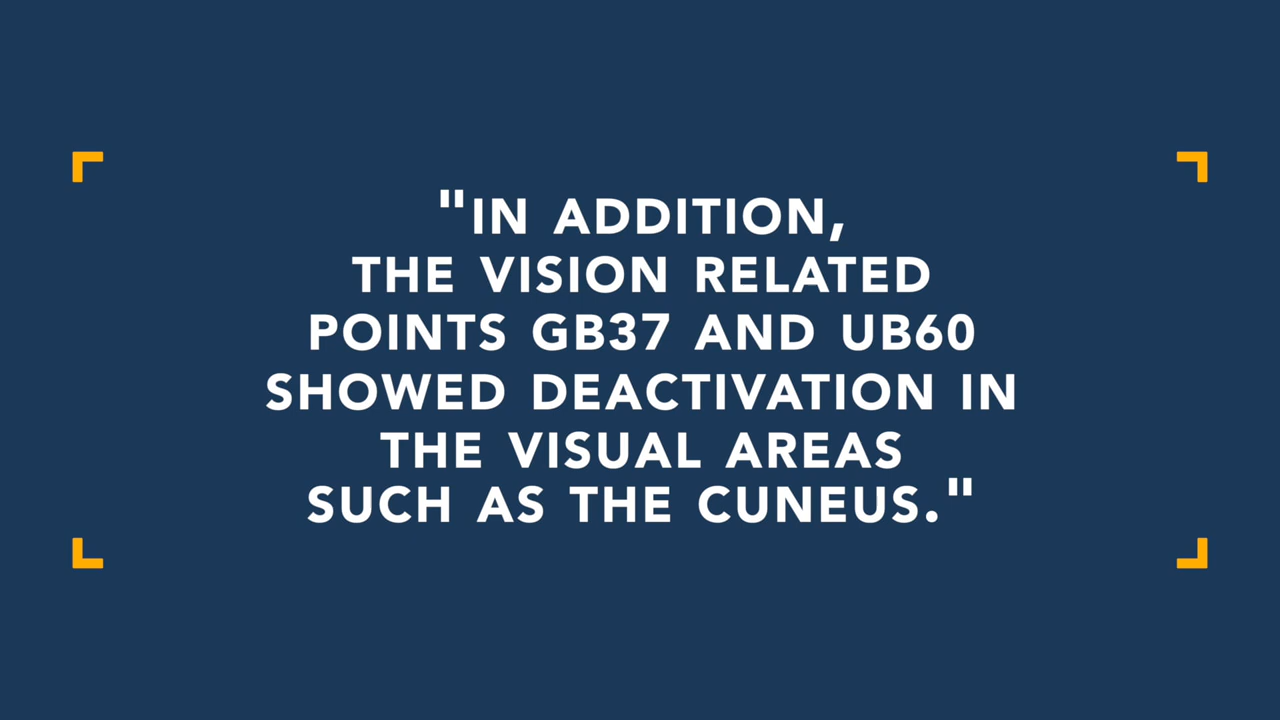 "IN ADDITION,
THE VISION RELATED
POINTS GB37 AND UB60
SHOWED DEACTIVATION IN
THE VISUAL AREAS
SUCH AS THE CUNEUS."